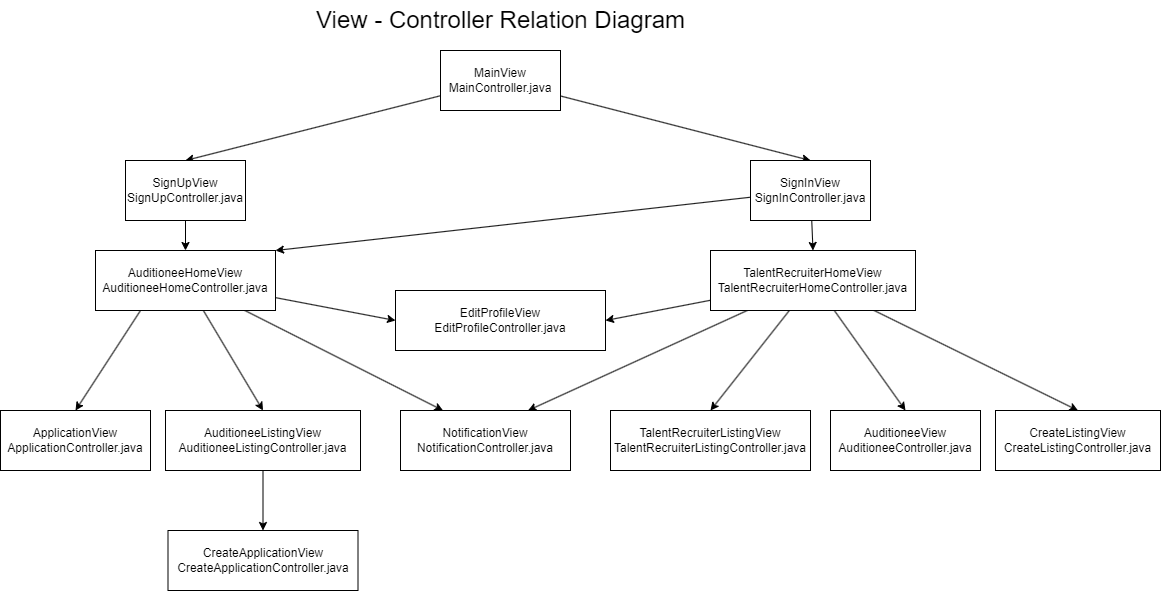 View - Controller Relation Diagram
MainView
MainController.java
SignUpView
SignUpController.java
SignInView
SignInController.java
AuditioneeHomeView
AuditioneeHomeController.java
TalentRecruiterHomeView
TalentRecruiterHomeController.java
EditProfileView
EditProfileController.java
ApplicationView
ApplicationController.java
AuditioneeListingView
AuditioneeListingController.java
NotificationView
NotificationController.java
TalentRecruiterListingView
TalentRecruiterListingController.java
AuditioneeView
AuditioneeController.java
CreateListingView
CreateListingController.java
CreateApplicationView
CreateApplicationController.java